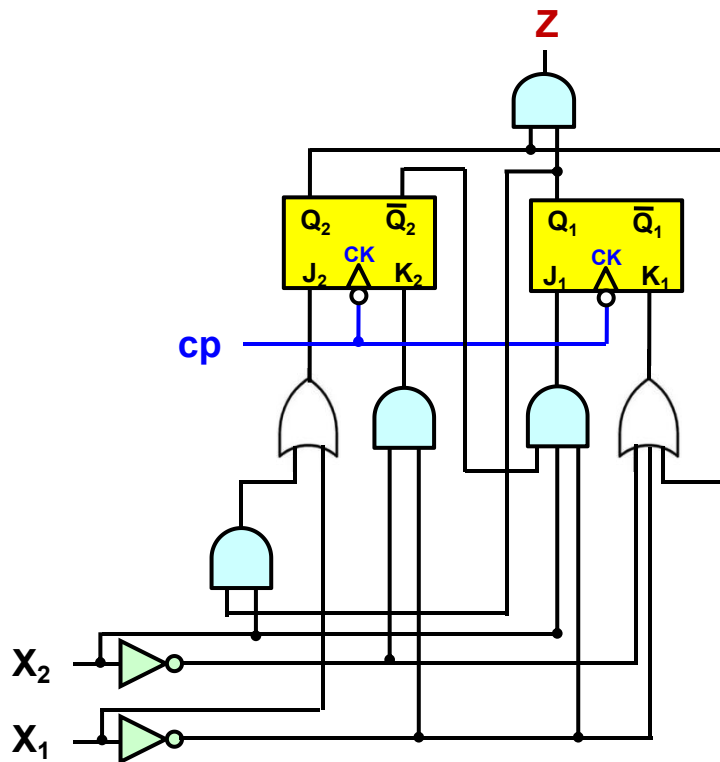 Z
Q₂ Q̅₂
CK
J₂ K₂
Q₁ Q̅₁
CK
J₁ K₁
cp
X₂
X₁